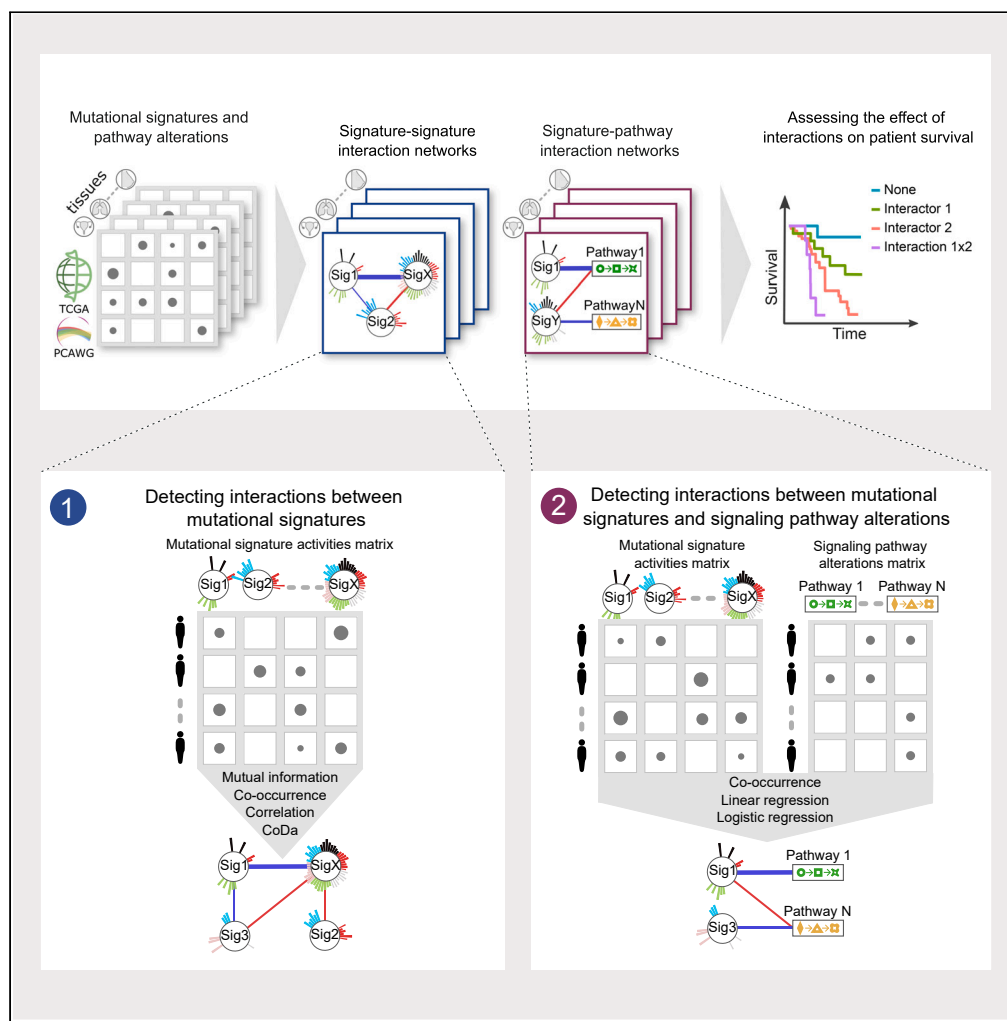 Mutational signatures and
pathway alterations
tissues
TCGA
PCAWG
Signature-signature
interaction networks
Sig1
SigX
Sig2
Signature-pathway
interaction networks
Sig1
Pathway1
SigY
PathwayN
Assessing the effect of
interactions on patient survival
None
Interactor 1
Interactor 2
Interaction 1x2
Survival
Time
1
Detecting interactions between
mutational signatures
Mutational signature activities matrix
Sig1
Sig2
SigX
Mutual information
Co-occurrence
Correlation
CoDa
Sig1
SigX
Sig3
Sig2
2
Detecting interactions between mutational
signatures and signaling pathway alterations
Mutational signature
activities matrix
Sig1
Sig2
SigX
Signaling pathway
alterations matrix
Pathway 1
Pathway N
Co-occurrence
Linear regression
Logistic regression
Sig1
Pathway 1
Sig3
Pathway N